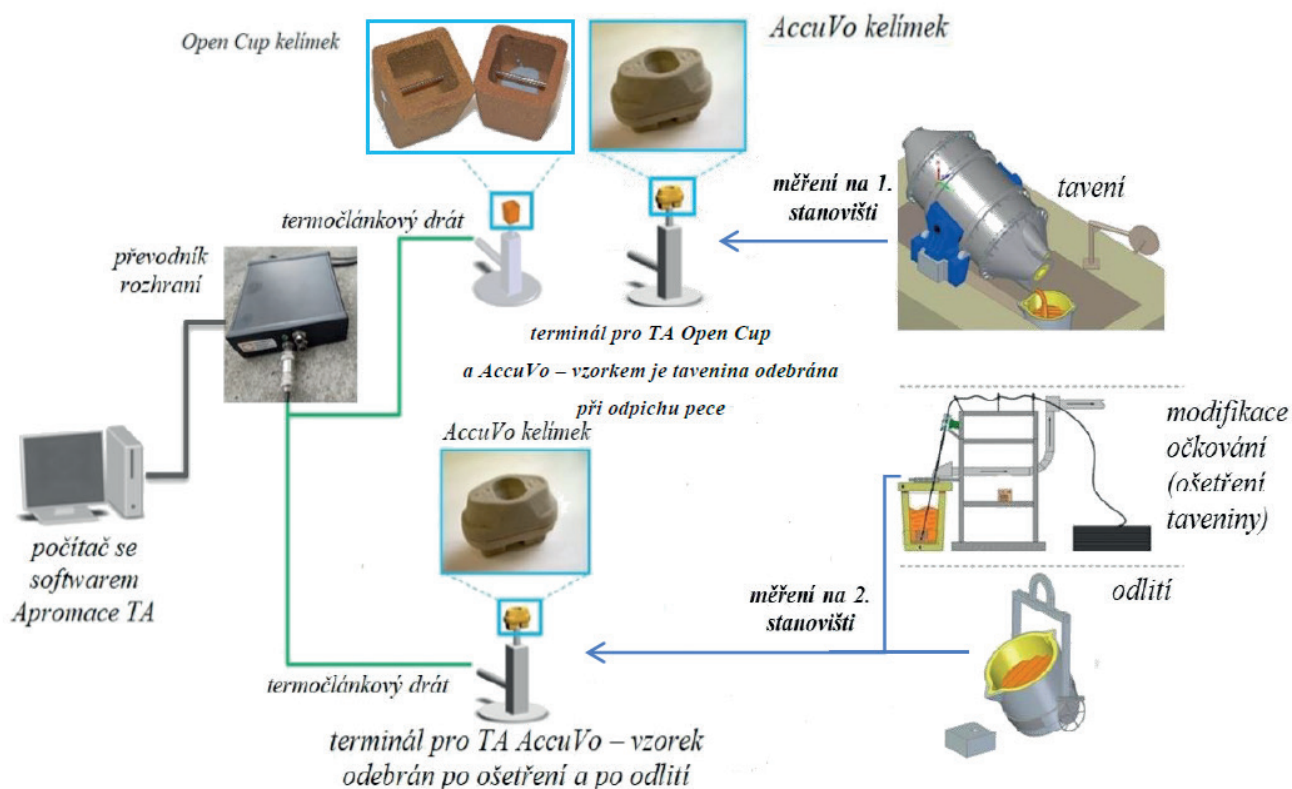 Open Cup kelímek
AccuVo kelímek
měření na 1.
stanovišti
tavení
termočlánkový drát
převodník
rozhraní
terminál pro TA Open Cup
a AccuVo – vzorkem je tavenina odebrána
při odpichu pece
AccuVo kelímek
modifikace
očkování
(ošetření
taveniny)
počítač se
softwarem
Apromace TA
měření na 2.
stanovišti
odlití
termočlánkový drát
terminál pro TA AccuVo – vzorek
odebrán po ošetření a po odlití